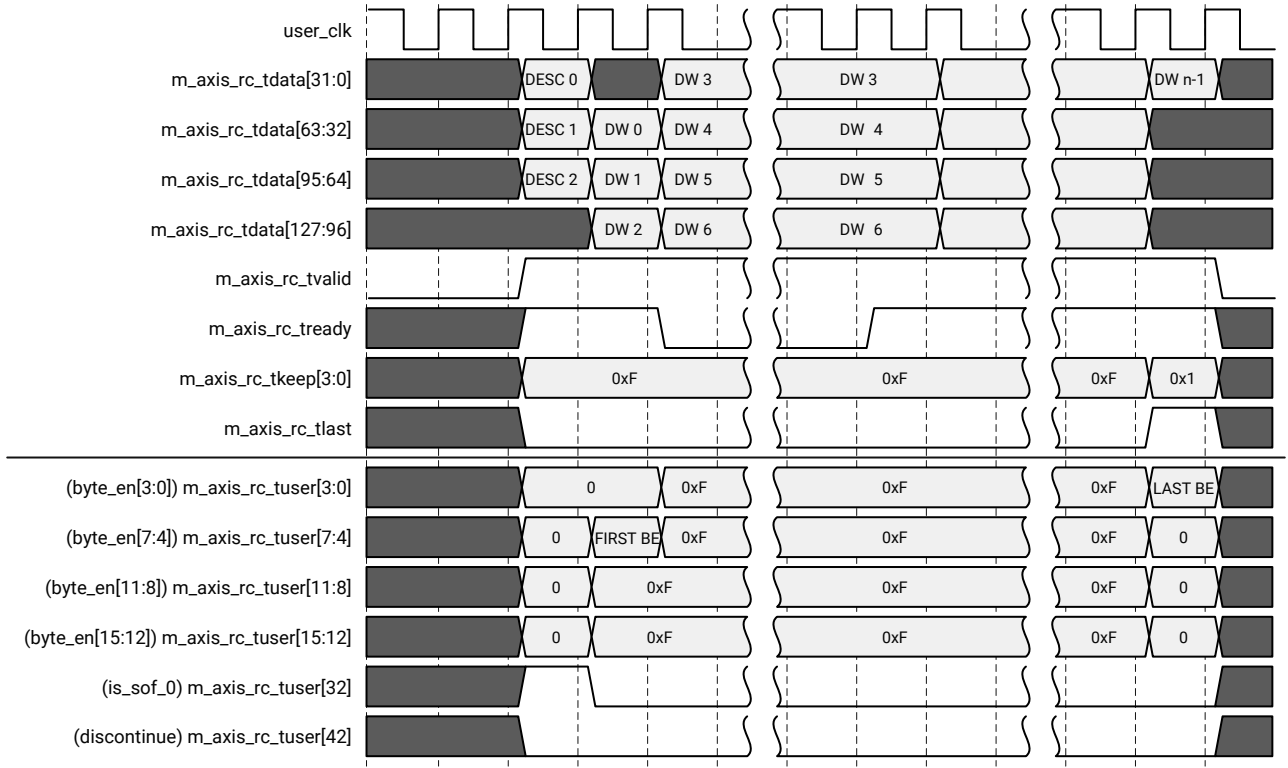 user_clk
m_axis_rc_tdata[31:0] DESC 0 DW 3 DW 3 DW n-1
m_axis_rc_tdata[63:32] DESC 1 DW 0 DW 4 DW 4
m_axis_rc_tdata[95:64] DESC 2 DW 1 DW 5 DW 5
m_axis_rc_tdata[127:96] DW 2 DW 6 DW 6
m_axis_rc_tvalid
m_axis_rc_tready
m_axis_rc_tkeep[3:0] 0xF 0xF 0xF 0x1
m_axis_rc_tlast
(byte_en[3:0]) m_axis_rc_tuser[3:0] 0 0xF 0xF 0xF LAST BE
(byte_en[7:4]) m_axis_rc_tuser[7:4] 0 FIRST BE 0xF 0xF 0xF 0
(byte_en[11:8]) m_axis_rc_tuser[11:8] 0 0xF 0xF 0xF 0
(byte_en[15:12]) m_axis_rc_tuser[15:12] 0 0xF 0xF 0xF 0
(is_sof_0) m_axis_rc_tuser[32]
(discontinue) m_axis_rc_tuser[42]